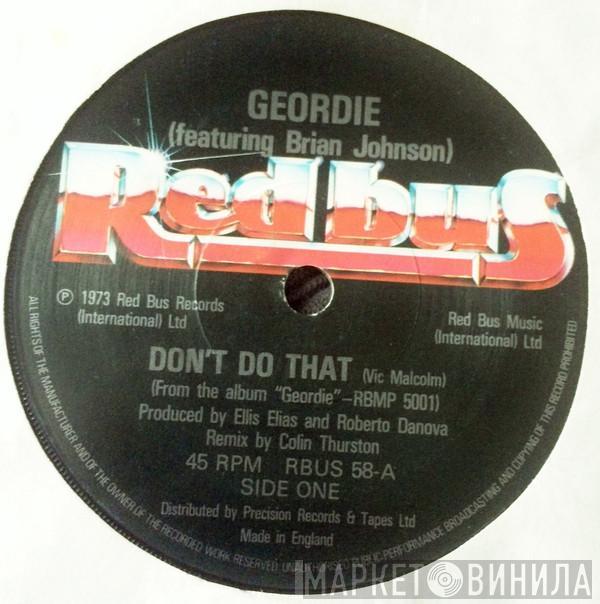 GEORDIE
(featuring Brian Johnson)
Red bus
℗ 1973 Red Bus Records
(International) Ltd
Red Bus Music
(International) Ltd
DON'T DO THAT (Vic Malcolm)
(From the album "Geordie"–RBMP 5001)
Produced by Ellis Elias and Roberto Danova
Remix by Colin Thurston
45 RPM RBUS 58-A
SIDE ONE
Distributed by Precision Records & Tapes Ltd
Made in England
ALL RIGHTS OF THE MANUFACTURER AND OF THE OWNER OF THE RECORDED WORK RESERVED. UNAUTHORISED PUBLIC PERFORMANCE BROADCASTING AND COPYING OF THIS RECORD PROHIBITED
МАРКЕТ ВИНИЛА